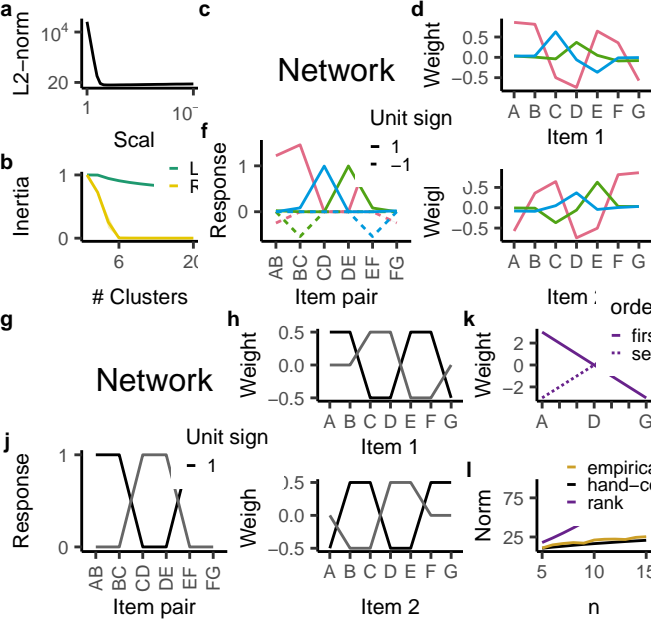 a
L2−norm
10⁴
20
1
10⁻
Scal
b
Inertia
1
0
6
20
L
R
# Clusters
c
Network
d
Weight
0.5
0.0
−0.5
A B C D E F G
Item 1
Weigl
0.5
0.0
−0.5
A B C D E F G
Item 2
f
Unit sign
1
−1
Response
1
0
AB BC CD DE EF FG
Item pair
g
Network
h
Weight
0.5
0.0
−0.5
A B C D E F G
Item 1
Weigh
0.5
0.0
−0.5
A B C D E F G
Item 2
j
Unit sign
1
Response
1
0
AB BC CD DE EF FG
Item pair
k
orde
firs
se
Weight
2
0
−2
A D G
l
empirica
hand−co
rank
Norm
75
25
5 10 15
n